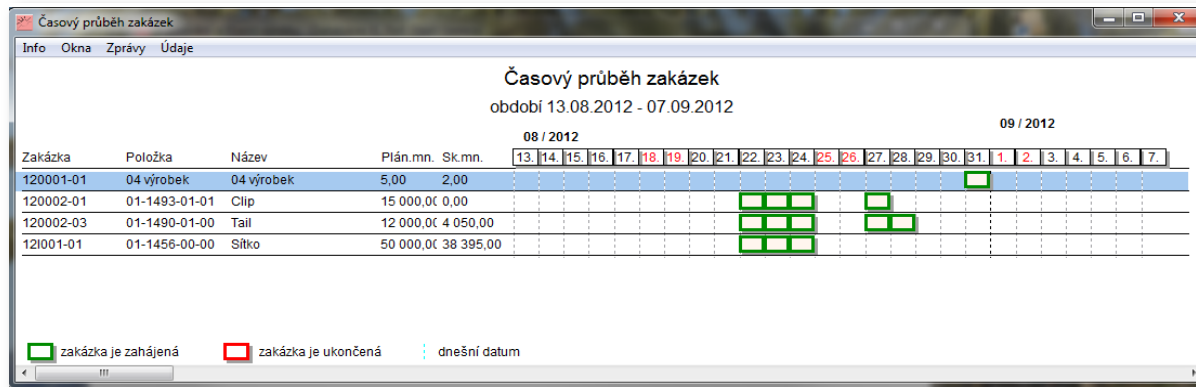 Časový průběh zakázek
Info Okna Zprávy Údaje
Časový průběh zakázek
období 13.08.2012 - 07.09.2012
08 / 2012 09 / 2012
Zakázka Položka Název Plán.mn. Sk.mn. 13. 14. 15. 16. 17. 18. 19. 20. 21. 22. 23. 24. 25. 26. 27. 28. 29. 30. 31. 1. 2. 3. 4. 5. 6. 7.
120001-01 04 výrobek 04 výrobek 5,00 2,00
120002-01 01-1493-01-01 Clip 15 000,0( 0,00
120002-03 01-1490-01-00 Tail 12 000,0( 4 050,00
12I001-01 01-1456-00-00 Sítko 50 000,0( 38 395,00
zakázka je zahájená zakázka je ukončená dnešní datum